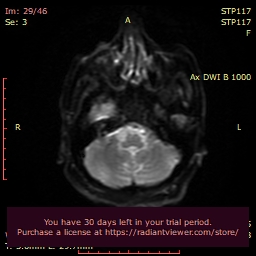 Im: 29/46
Se: 3
A
STP117
STP117
F
Ax DWI B 1000
R
L
You have 30 days left in your trial period.
Purchase a license at https://radiantviewer.com/store/